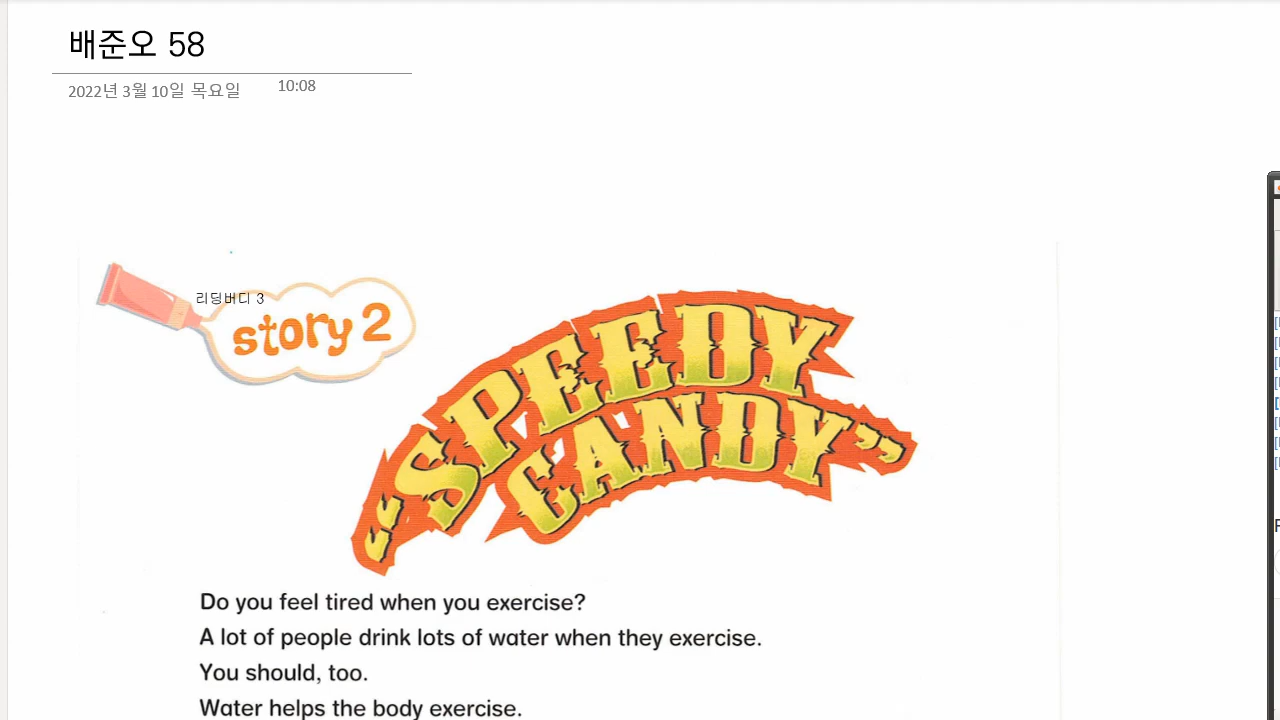 배준오 58
2022년 3월 10일 목요일 10:08
리딩버디 3
story 2
"SPEEDY
CANDY"
Do you feel tired when you exercise?
A lot of people drink lots of water when they exercise.
You should, too.
Water helps the body exercise.